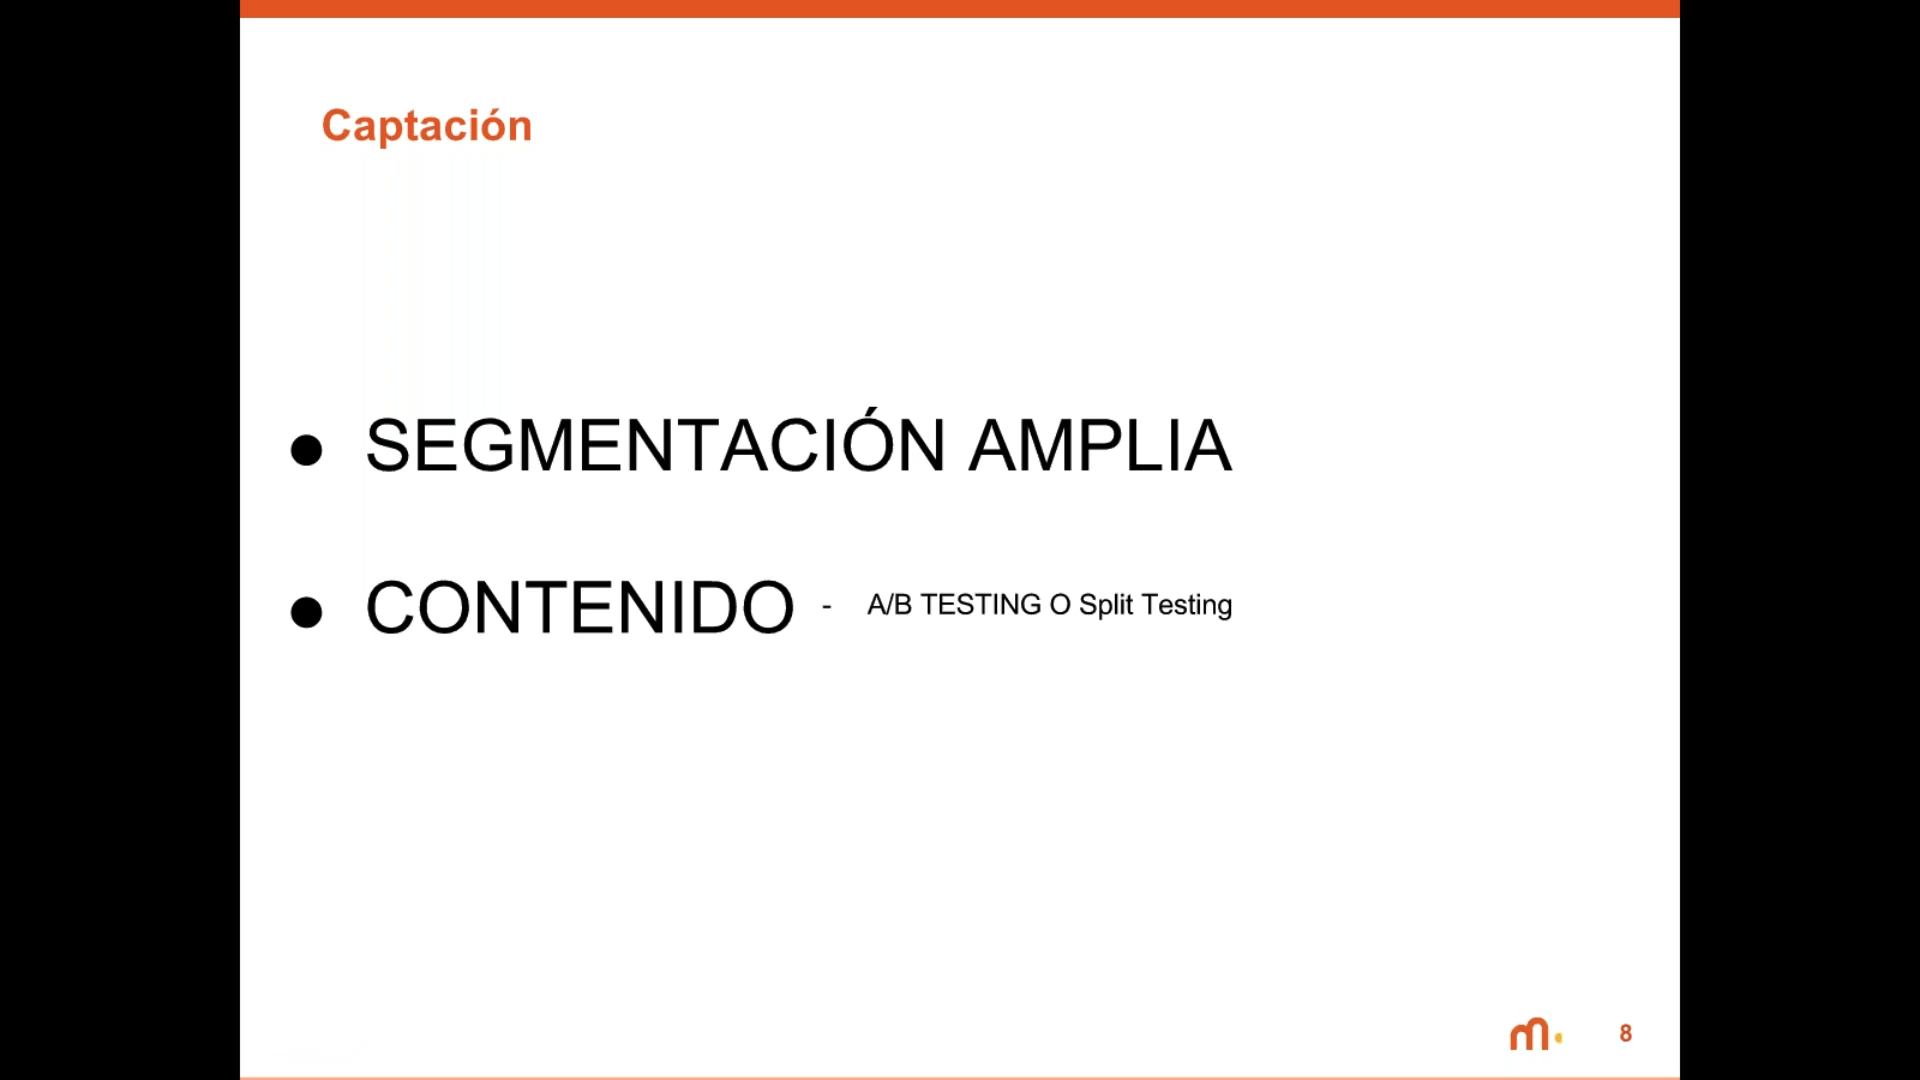 Captación
● SEGMENTACIÓN AMPLIA
● CONTENIDO - A/B TESTING O Split Testing
m.
8